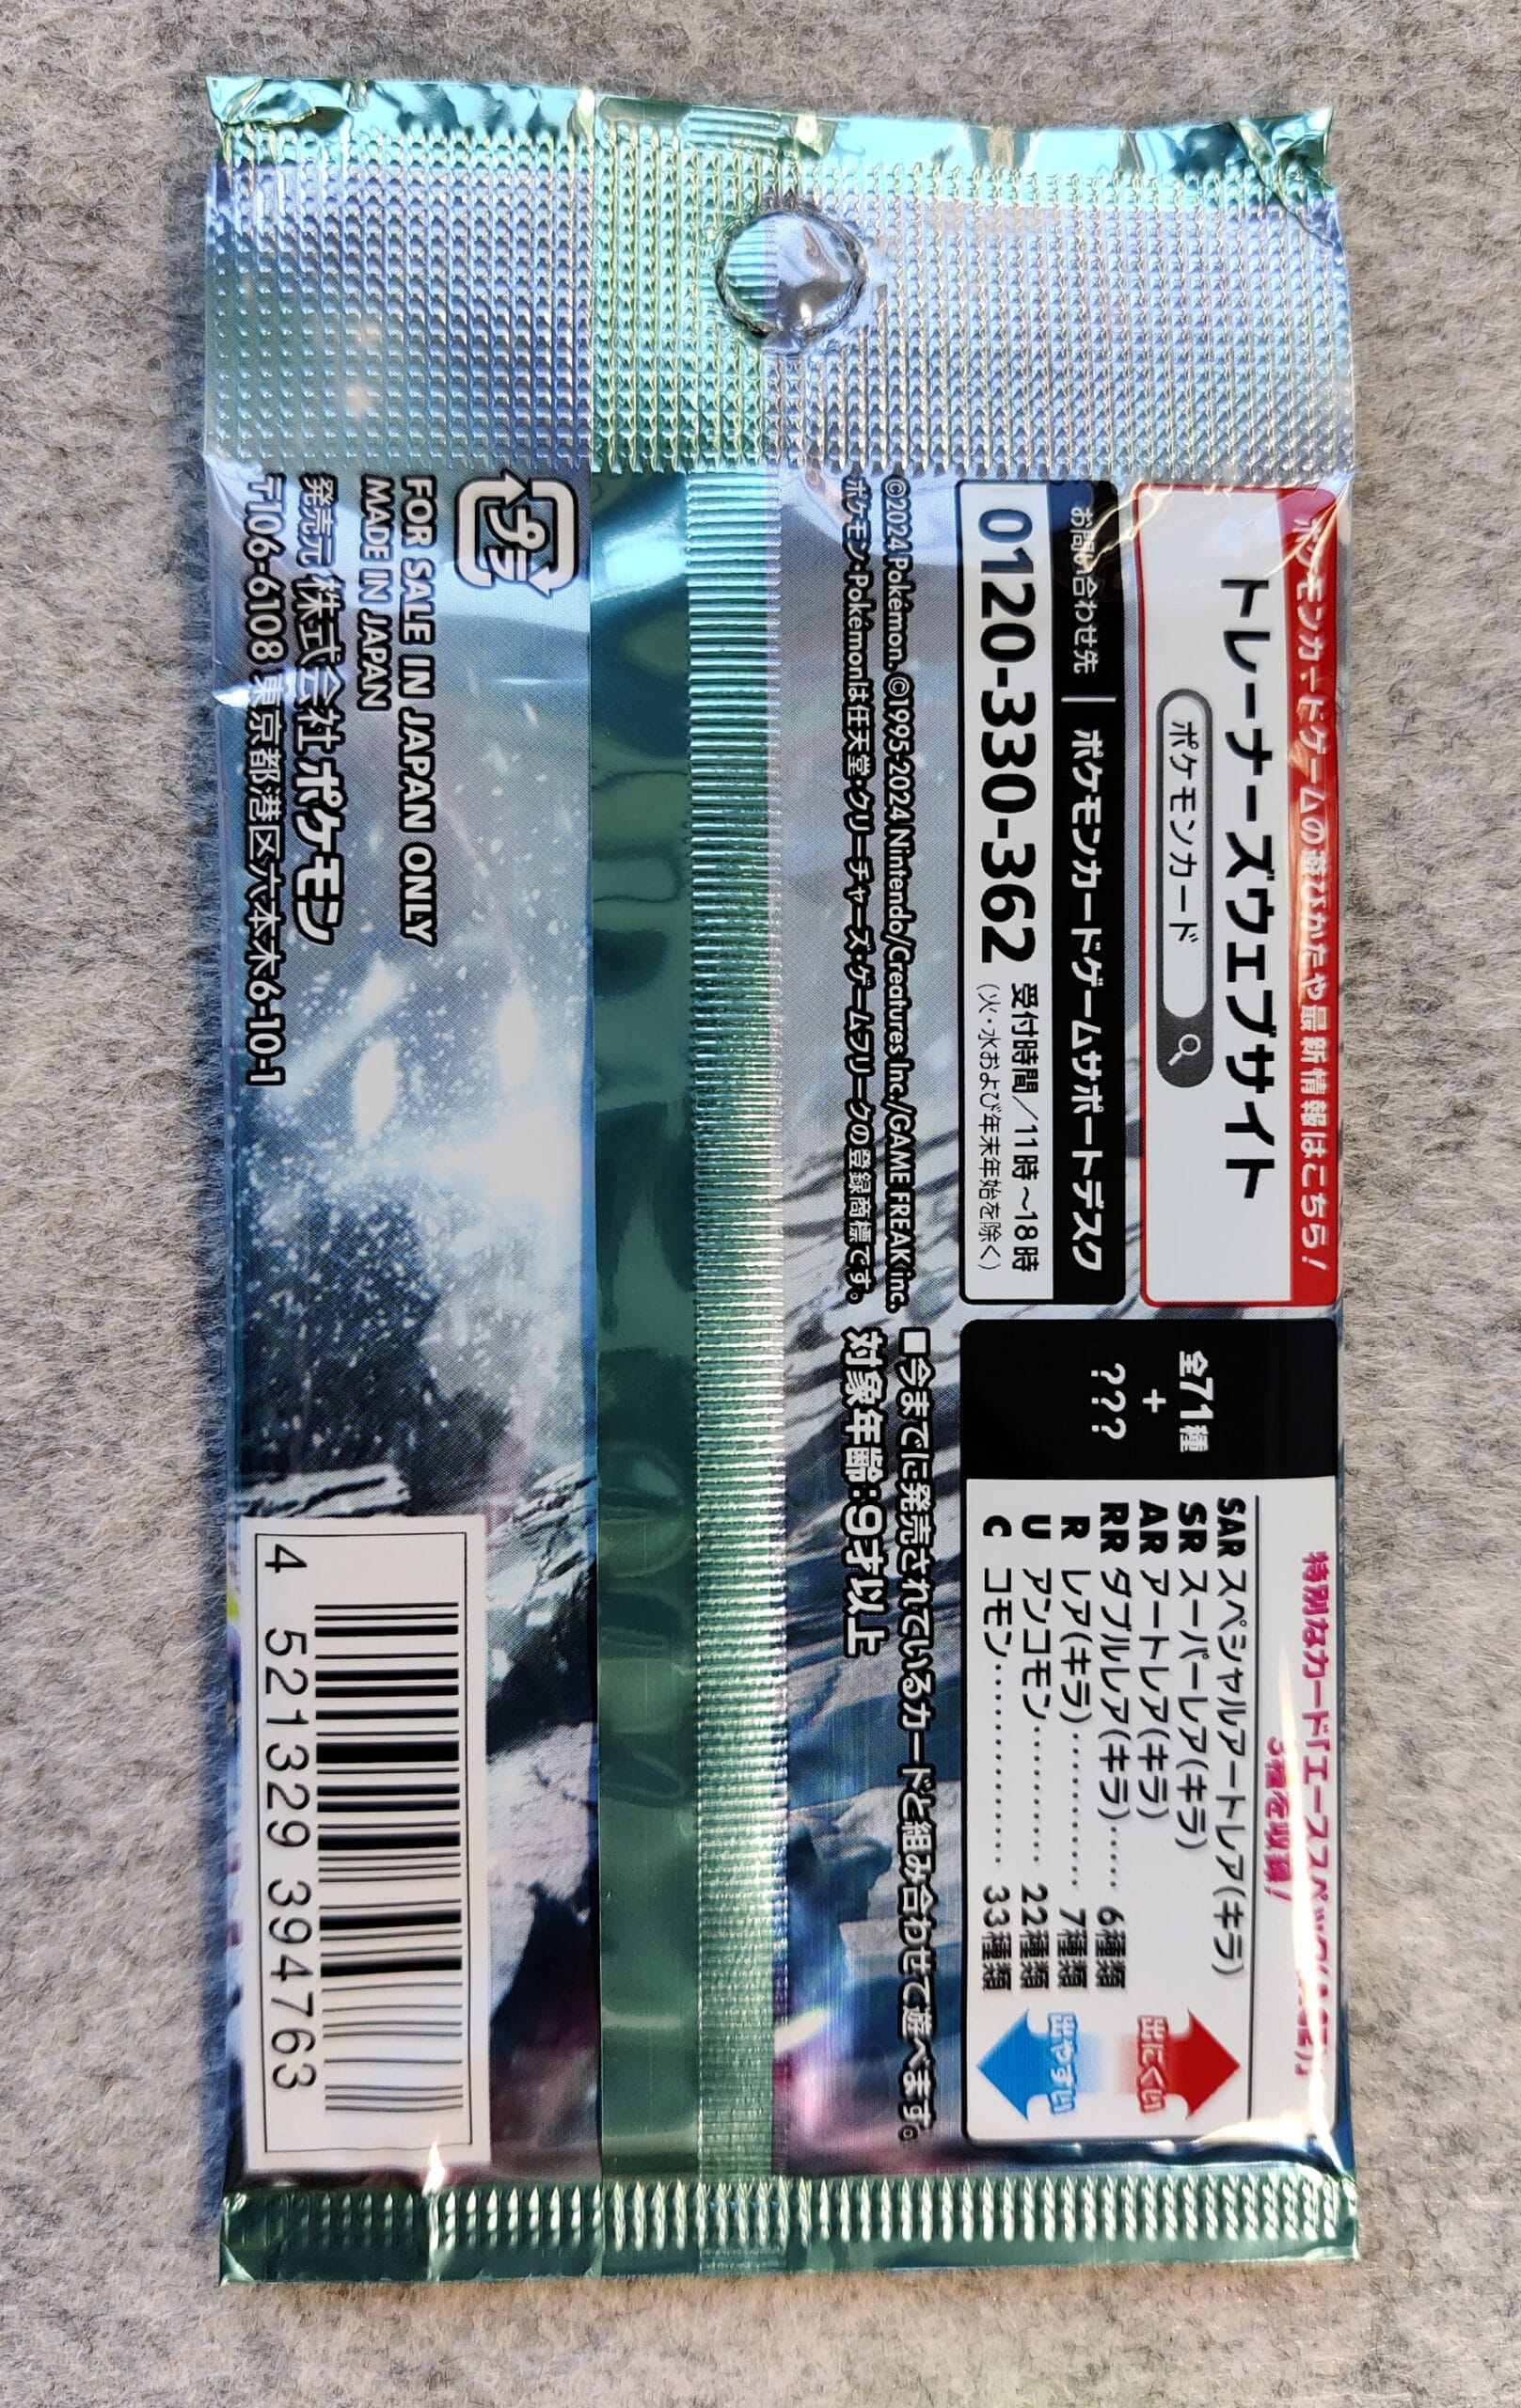 ポケモンカードゲームの遊びかたや最新情報はこちら!
トレーナーズウェブサイト
ポケモンカード
お問い合わせ先 | ポケモンカードゲームサポートデスク
0120-330-362 受付時間/11時~18時
(火・水および年末年始を除く)
©2024 Pokémon. ©1995-2024 Nintendo/Creatures Inc./GAME FREAK inc.
ポケモン・Pokémonは任天堂・クリーチャーズ・ゲームフリークの登録商標です。
全71種
+
???
特別なカード「エーススペック
3種を収録!
SAR スペシャルアートレア(キラ)
SR スーパーレア(キラ)
AR アートレア(キラ)
RR ダブルレア(キラ)····· 6種類
R レア(キラ)·········· 7種類
U アンコモン·········· 22種類
C コモン············· 33種類
出にくい
出やすい
■今までに発売されているカードと組み合わせて遊べます。
対象年齢:9才以上
プラ
FOR SALE IN JAPAN ONLY
MADE IN JAPAN
発売元 株式会社ポケモン
〒106-6108 東京都港区六本木6-10-1
4 521329 394763